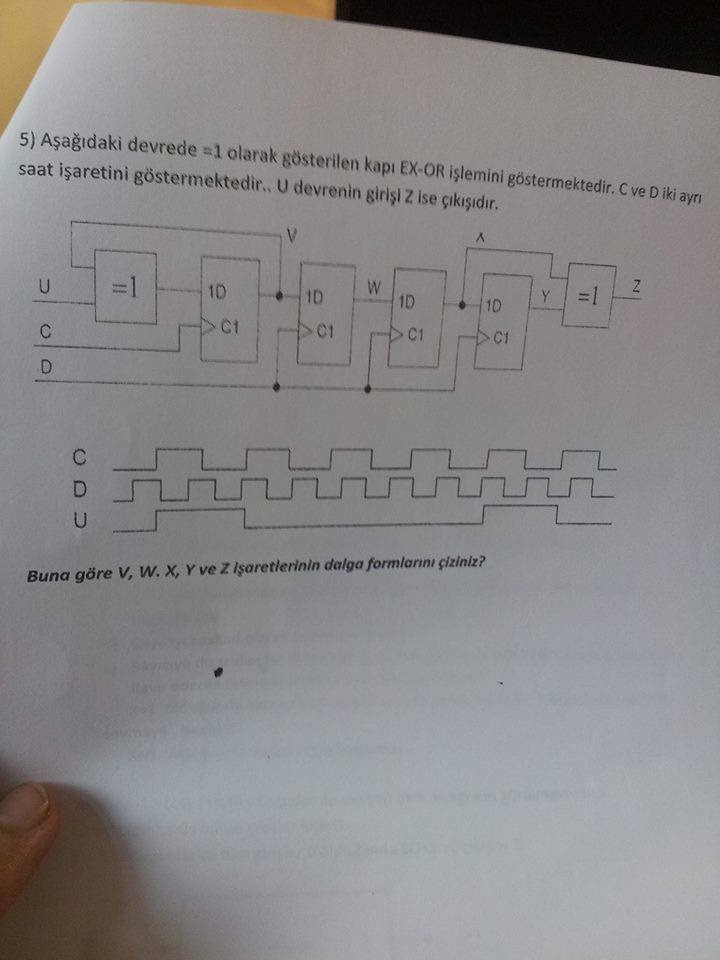 5) Aşağıdaki devrede =1 olarak gösterilen kapı EX-OR işlemini göstermektedir. C ve D iki ayrı
saat işaretini göstermektedir.. U devrenin girişi Z ise çıkışıdır.
V
U =1 1D 1D W 1D 1D Y =1 Z
C C1 C1 C1 C1
D
C
D
U
Buna göre V, W. X, Y ve Z işaretlerinin dalga formlarını çiziniz?